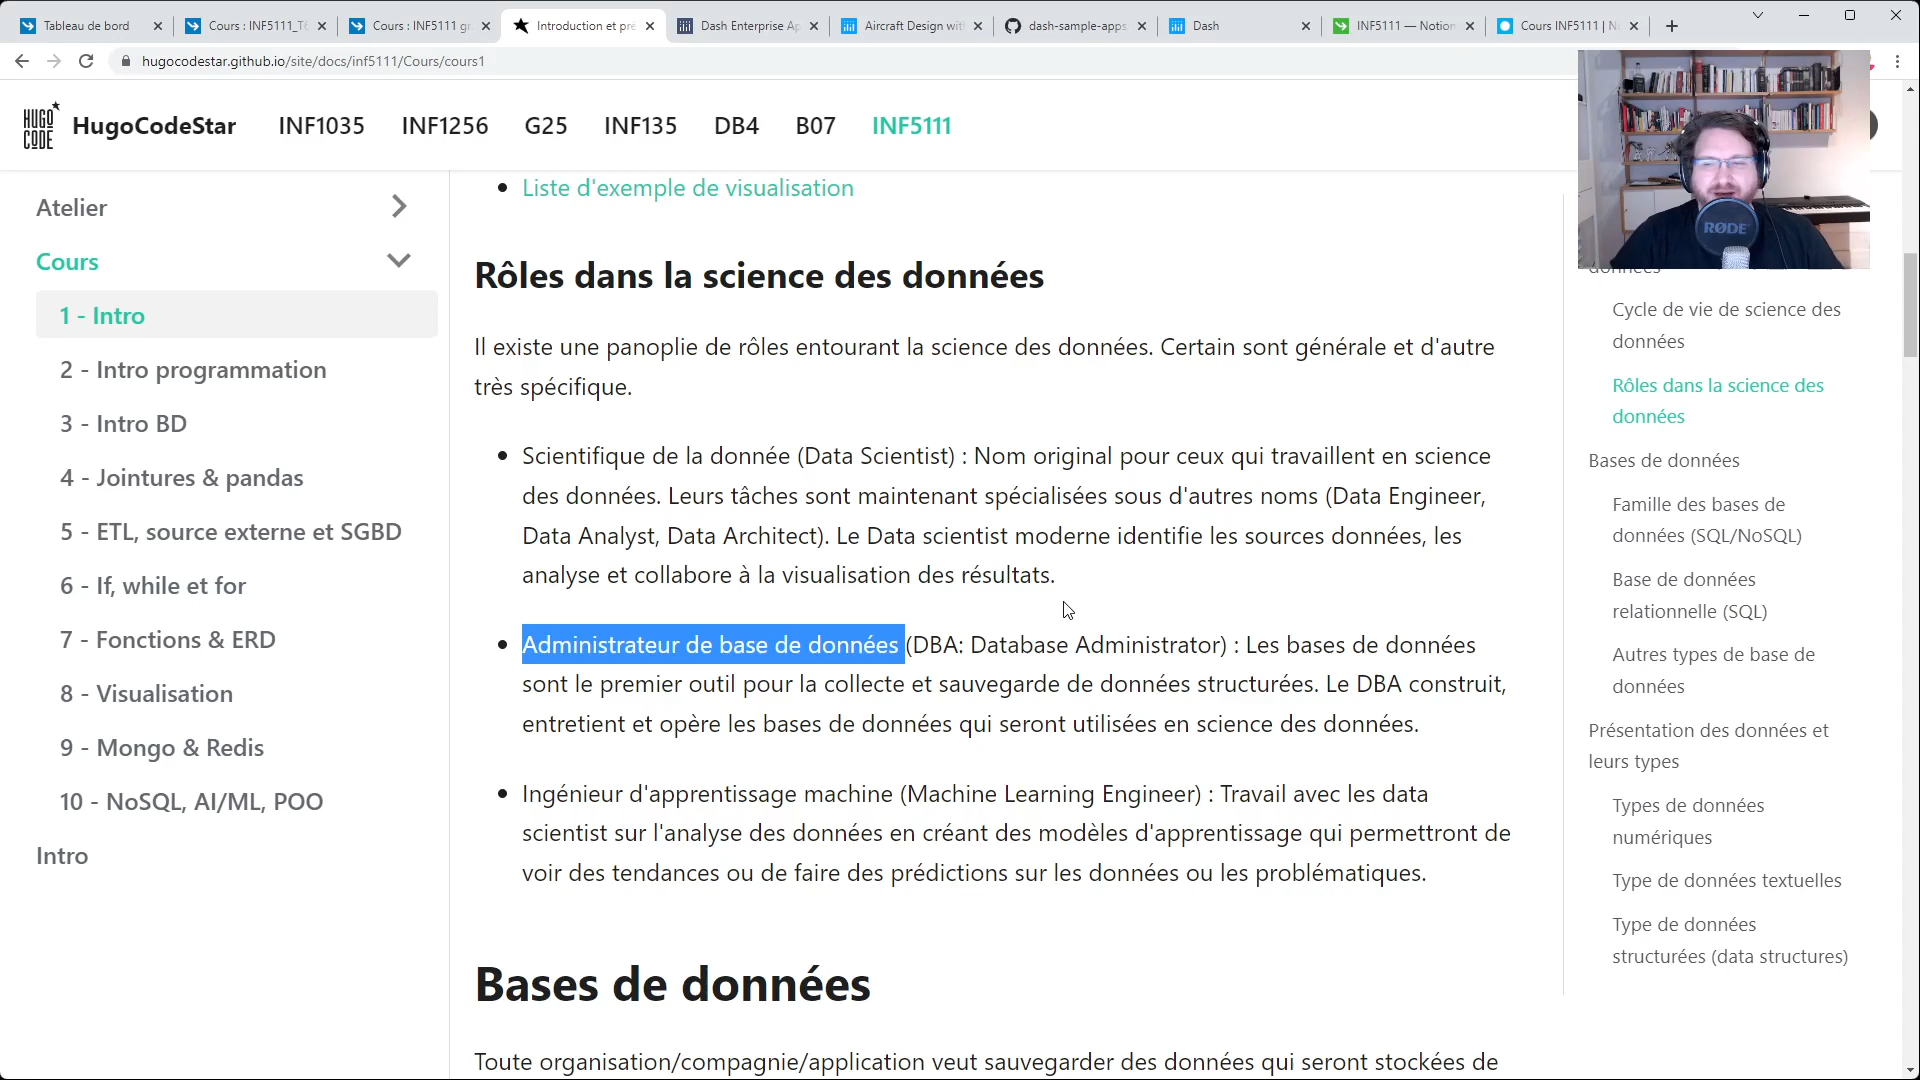 Tableau de bord
Cours : INF5111_T6
Cours : INF5111 gr
Introduction et pré
Dash Enterprise Ap
Aircraft Design with
dash-sample-apps
Dash
INF5111 — Notion
Cours INF5111 | N
hugocodestar.github.io/site/docs/inf5111/Cours/cours1
HUGO
CODE
HugoCodeStar
INF1035
INF1256
G25
INF135
DB4
B07
INF5111
Atelier
Cours
1 - Intro
2 - Intro programmation
3 - Intro BD
4 - Jointures & pandas
5 - ETL, source externe et SGBD
6 - If, while et for
7 - Fonctions & ERD
8 - Visualisation
9 - Mongo & Redis
10 - NoSQL, AI/ML, POO
Intro
Liste d'exemple de visualisation
Rôles dans la science des données
Il existe une panoplie de rôles entourant la science des données. Certain sont générale et d'autre
très spécifique.
Scientifique de la donnée (Data Scientist) : Nom original pour ceux qui travaillent en science
des données. Leurs tâches sont maintenant spécialisées sous d'autres noms (Data Engineer,
Data Analyst, Data Architect). Le Data scientist moderne identifie les sources données, les
analyse et collabore à la visualisation des résultats.
Administrateur de base de données (DBA: Database Administrator) : Les bases de données
sont le premier outil pour la collecte et sauvegarde de données structurées. Le DBA construit,
entretient et opère les bases de données qui seront utilisées en science des données.
Ingénieur d'apprentissage machine (Machine Learning Engineer) : Travail avec les data
scientist sur l'analyse des données en créant des modèles d'apprentissage qui permettront de
voir des tendances ou de faire des prédictions sur les données ou les problématiques.
Bases de données
Toute organisation/compagnie/application veut sauvegarder des données qui seront stockées de
RØDE
données
Cycle de vie de science des
données
Rôles dans la science des
données
Bases de données
Famille des bases de
données (SQL/NoSQL)
Base de données
relationnelle (SQL)
Autres types de base de
données
Présentation des données et
leurs types
Types de données
numériques
Type de données textuelles
Type de données
structurées (data structures)